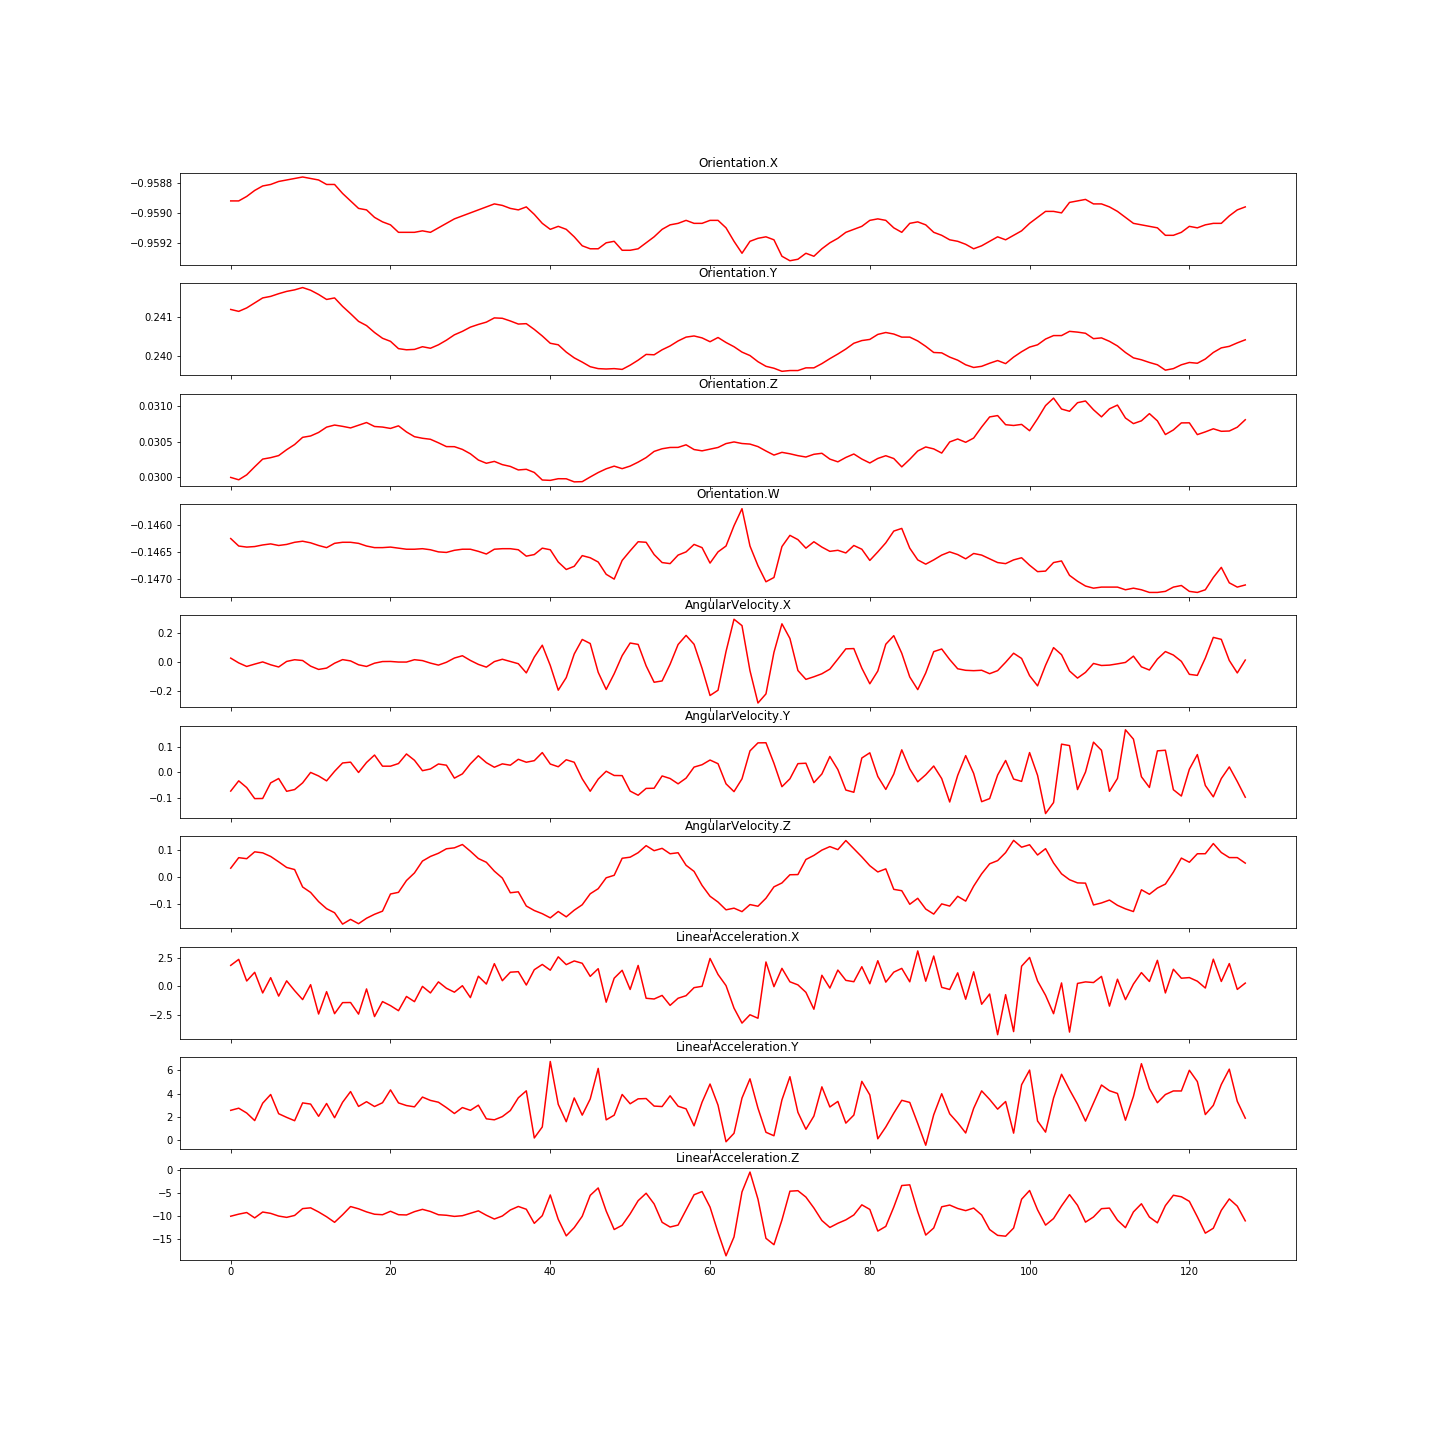 Orientation.X
−0.9588
−0.9590
−0.9592
Orientation.Y
0.241
0.240
Orientation.Z
0.0310
0.0305
0.0300
Orientation.W
−0.1460
−0.1465
−0.1470
AngularVelocity.X
0.2
0.0
−0.2
AngularVelocity.Y
0.1
0.0
−0.1
AngularVelocity.Z
0.1
0.0
−0.1
LinearAcceleration.X
2.5
0.0
−2.5
LinearAcceleration.Y
6
4
2
0
LinearAcceleration.Z
0
−5
−10
−15
0 20 40 60 80 100 120